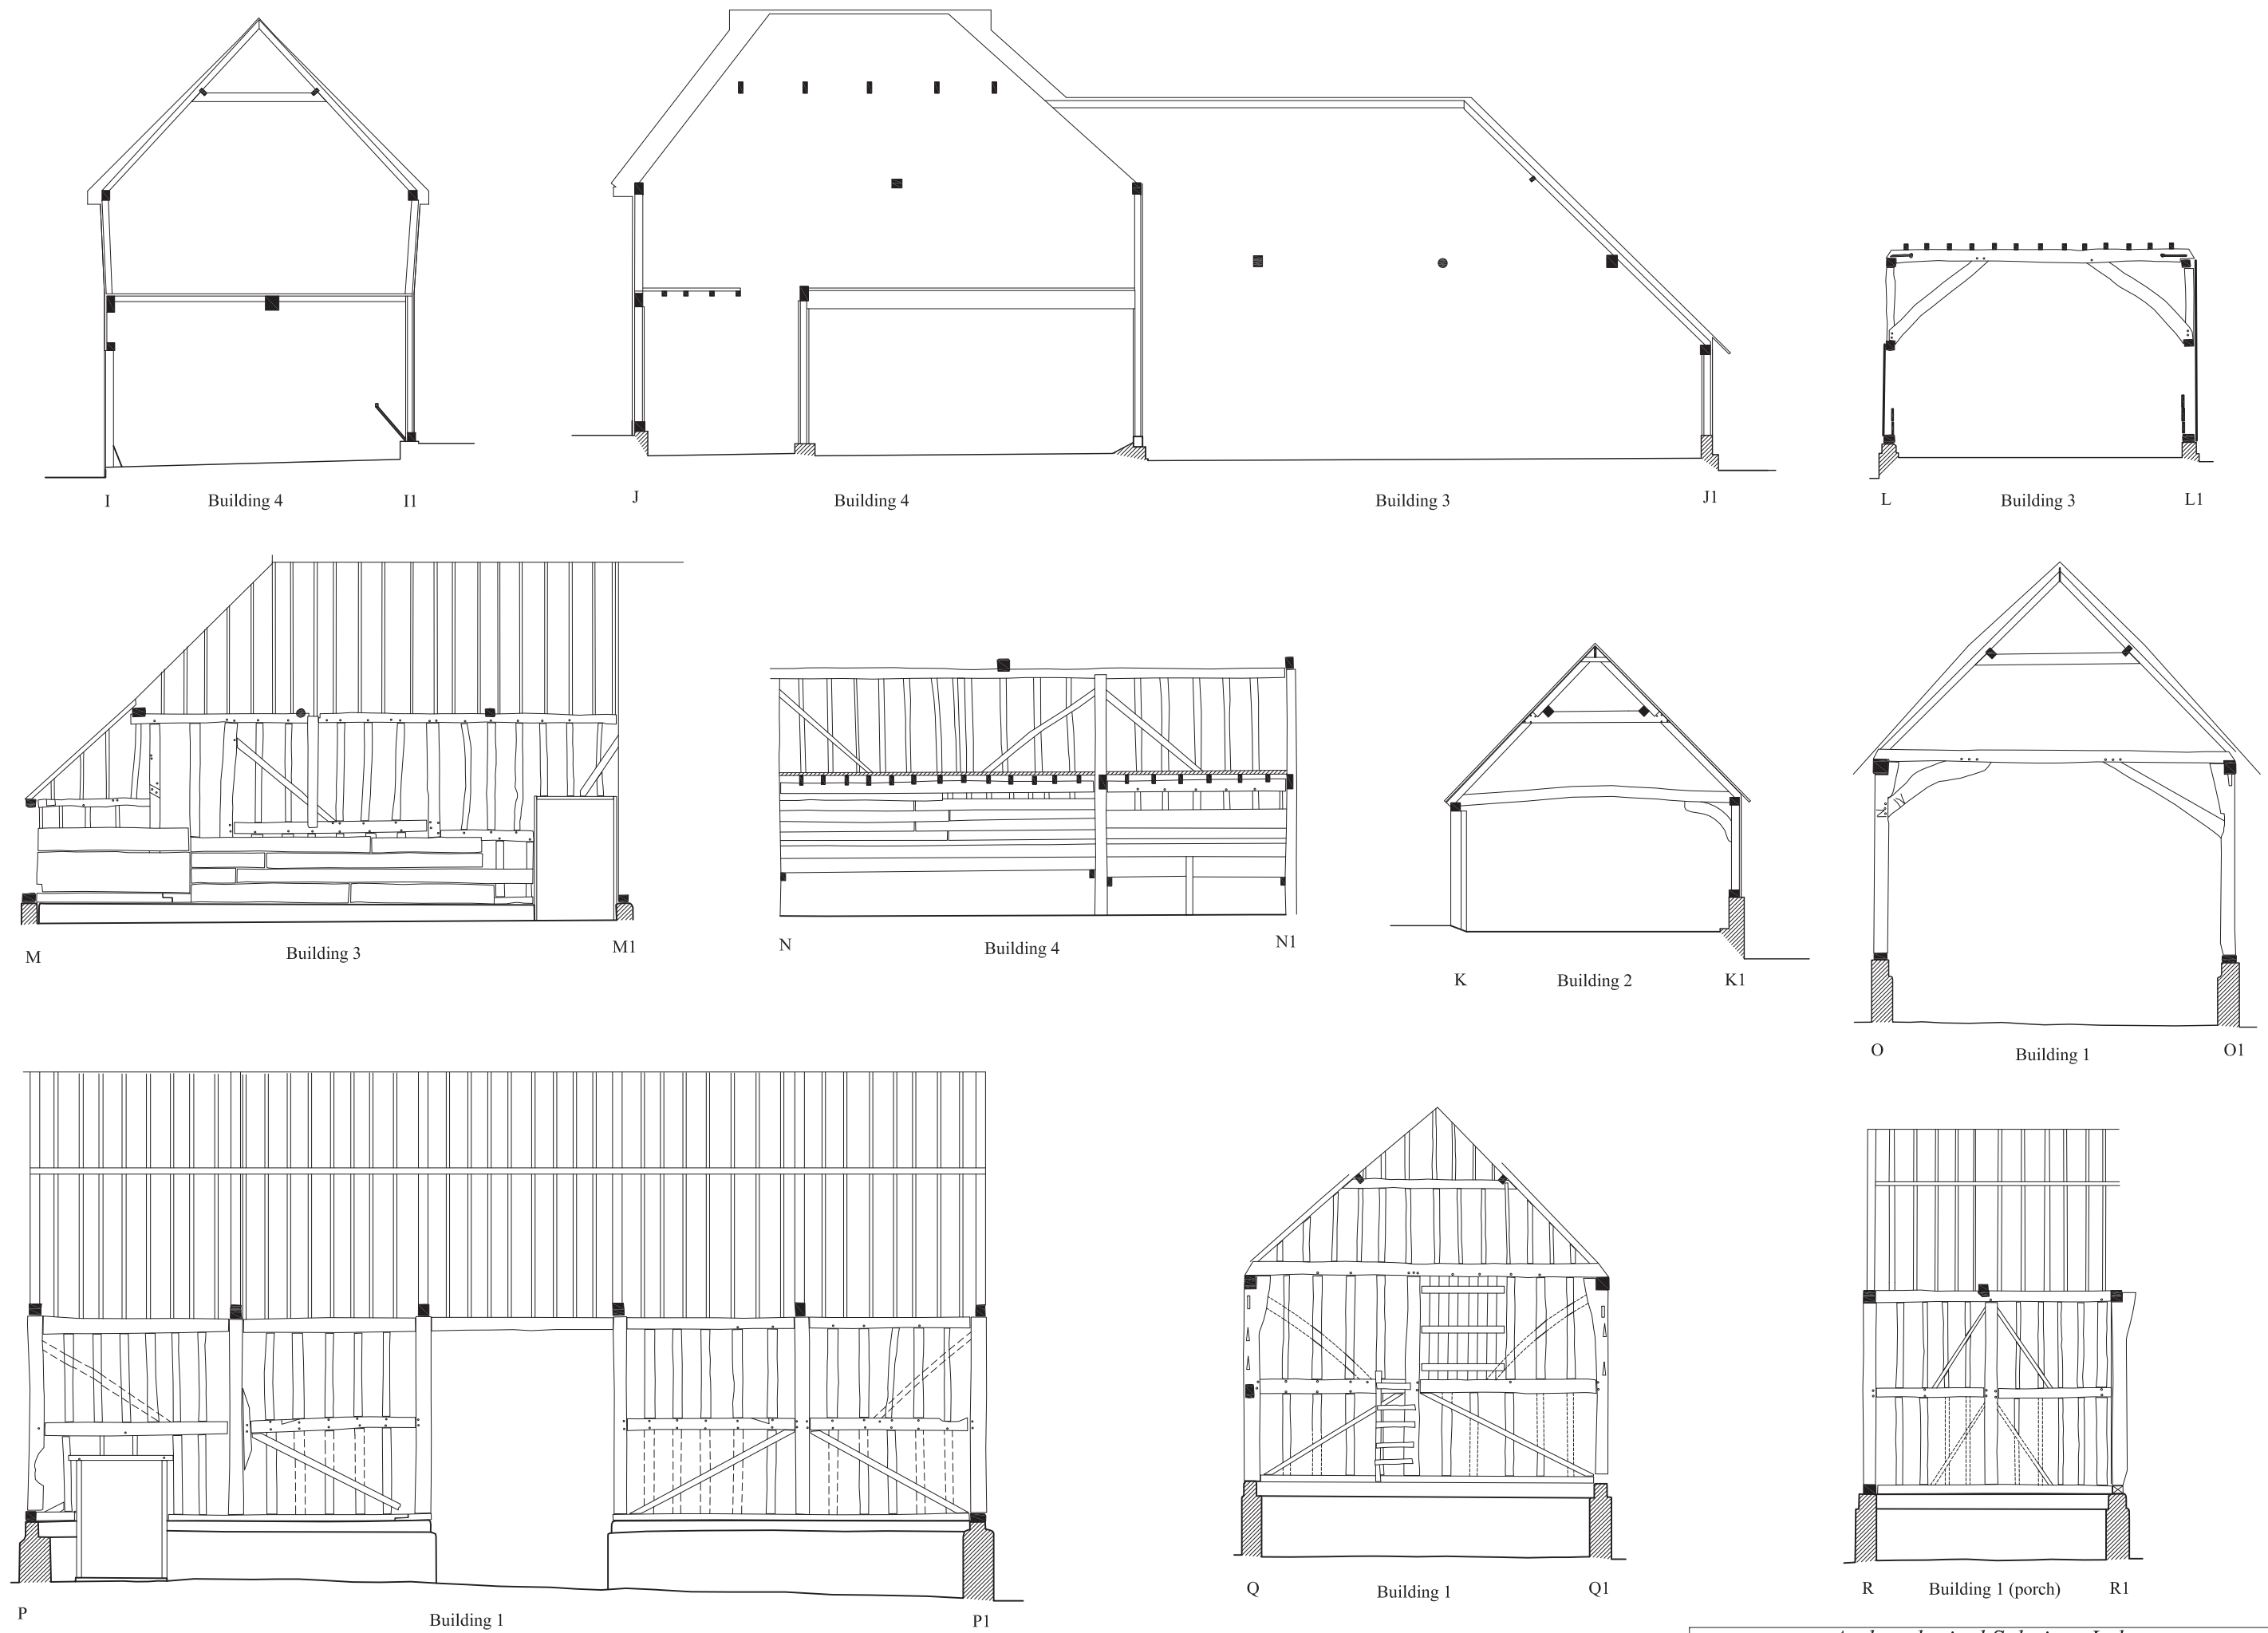 I Building 4 I1
J Building 4 Building 3 J1
L Building 3 L1
M Building 3 M1
N Building 4 N1
K Building 2 K1
O Building 1 O1
P Building 1 P1
Q Building 1 Q1
R Building 1 (porch) R1